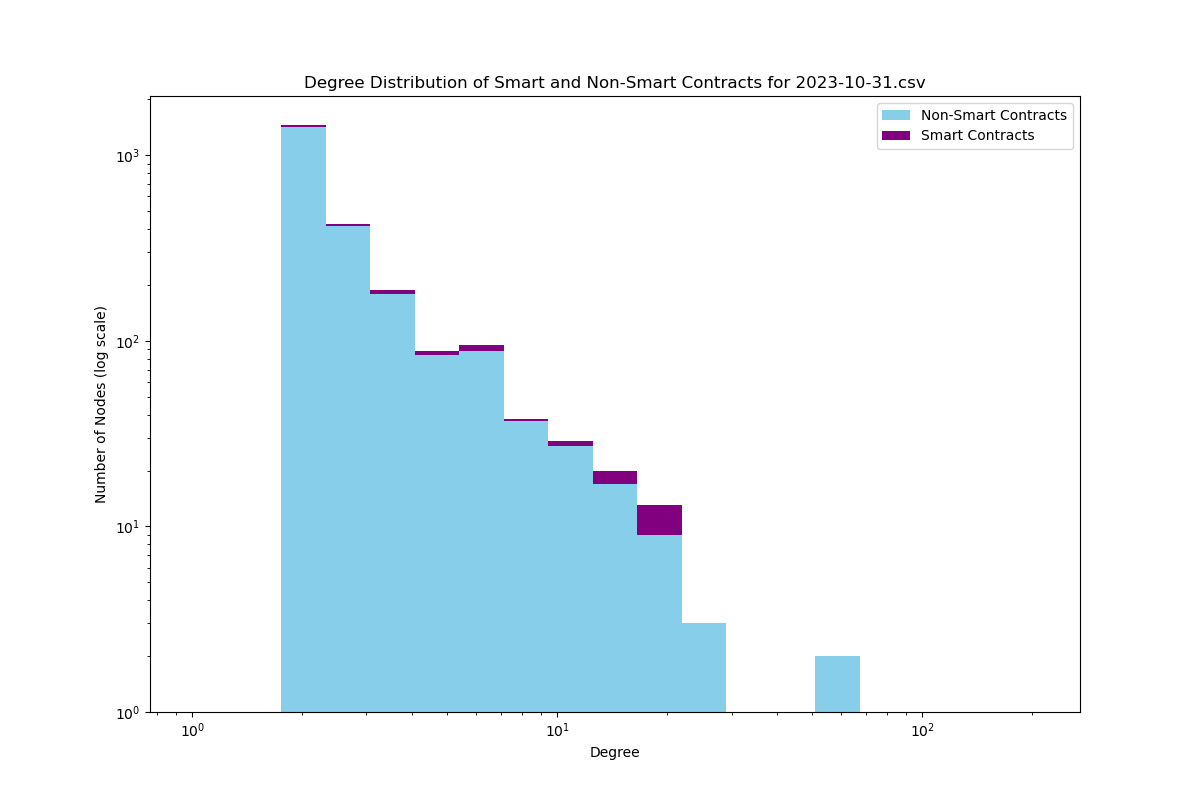 Degree Distribution of Smart and Non-Smart Contracts for 2023-10-31.csv
Non-Smart Contracts
Smart Contracts
Number of Nodes (log scale)
10³
10²
10¹
10⁰
10⁰ 10¹ 10²
Degree